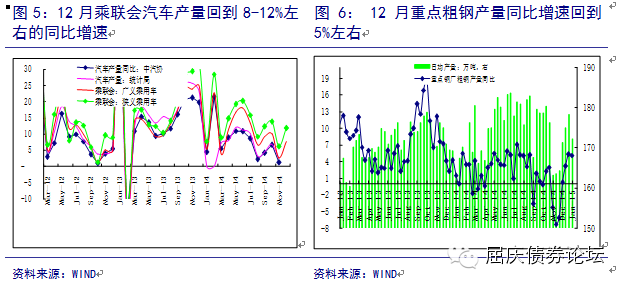 图 5：12 月乘联会汽车产量回到 8-12%左
右的同比增速
汽车产量同比：中汽协
汽车产量：统计局
乘联会：广义乘用车
乘联会：狭义乘用车
30
25
20
15
10
5
0
-5
-10
Mar 12
May 12
Jul 12
Sep 12
Nov 12
Jan 13
Mar 13
May 13
Jul 13
Sep 13
Nov 13
Jan 14
Mar 14
May 14
Jul 14
Sep 14
Nov 14
资料来源：WIND
图 6： 12 月重点粗钢产量同比增速回到
5%左右
日均产量：万吨，右
重点钢厂粗钢产量同比
19
16
13
10
7
4
1
-2
-5
-8
190
180
170
160
150
资料来源：WIND
屈庆债券论坛